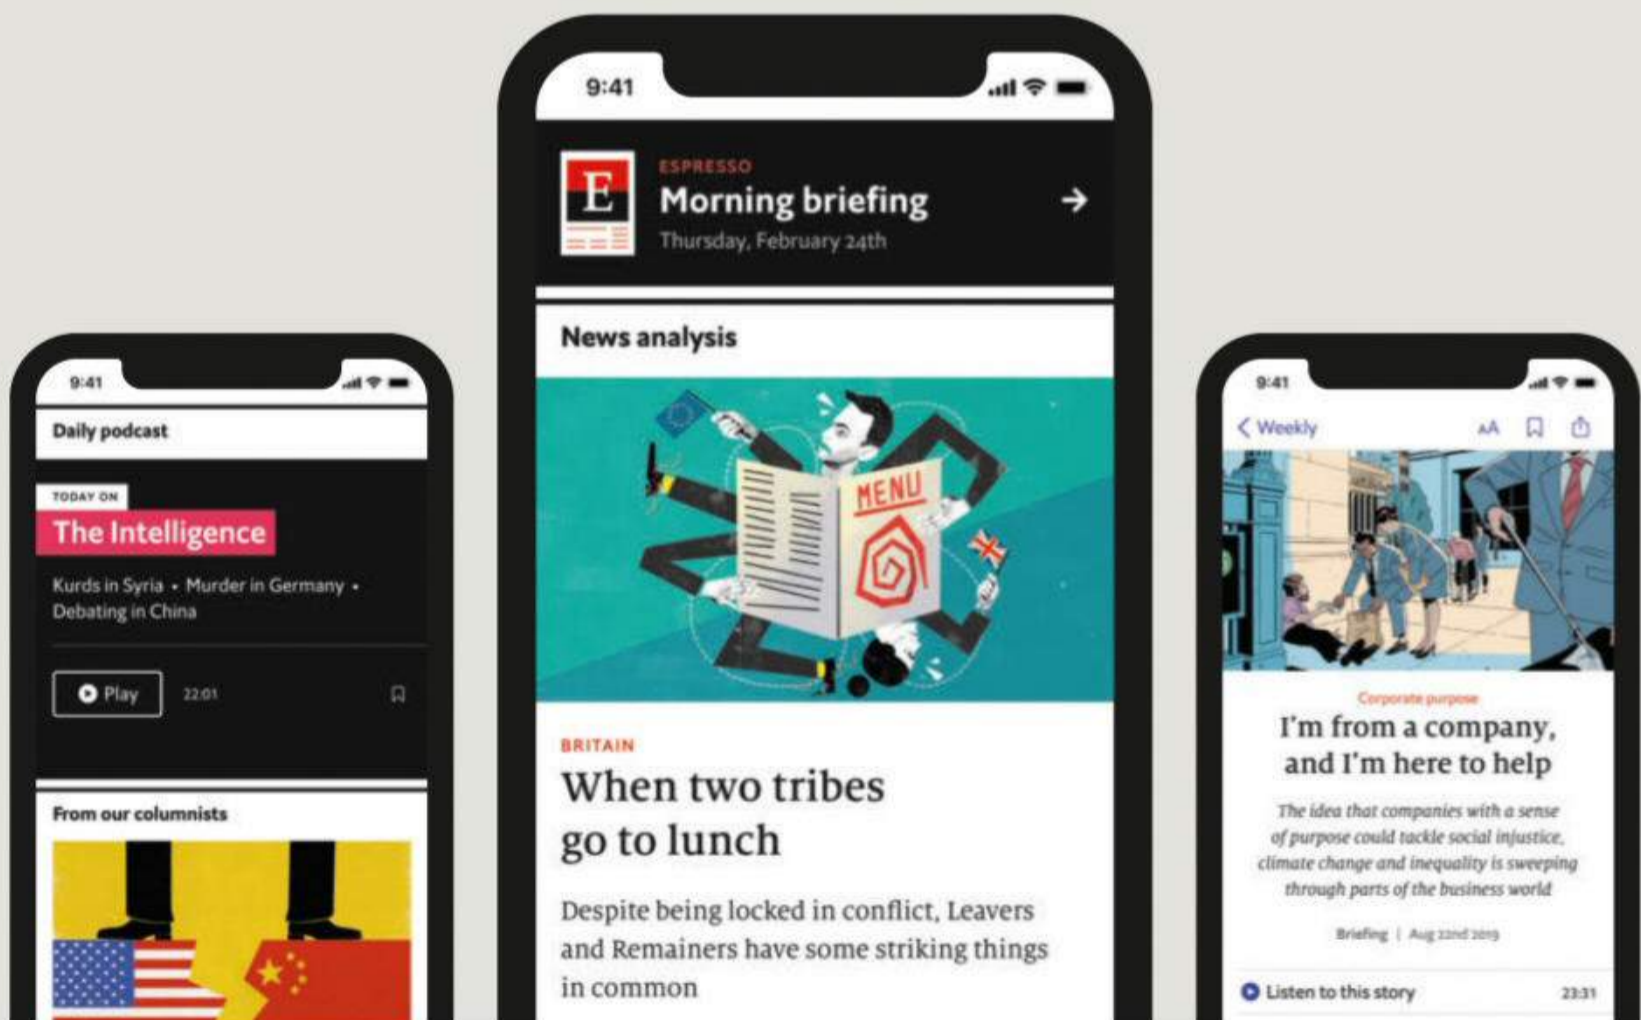 9:41
Daily podcast
TODAY ON
The Intelligence
Kurds in Syria • Murder in Germany •
Debating in China
Play 22:01
From our columnists
9:41
E
ESPRESSO
Morning briefing
Thursday, February 24th
News analysis
MENU
BRITAIN
When two tribes
go to lunch
Despite being locked in conflict, Leavers
and Remainers have some striking things
in common
9:41
Weekly AA
Corporate purpose
I'm from a company,
and I'm here to help
The idea that companies with a sense
of purpose could tackle social injustice,
climate change and inequality is sweeping
through parts of the business world
Briefing | Aug 22nd 2019
Listen to this story 23:31